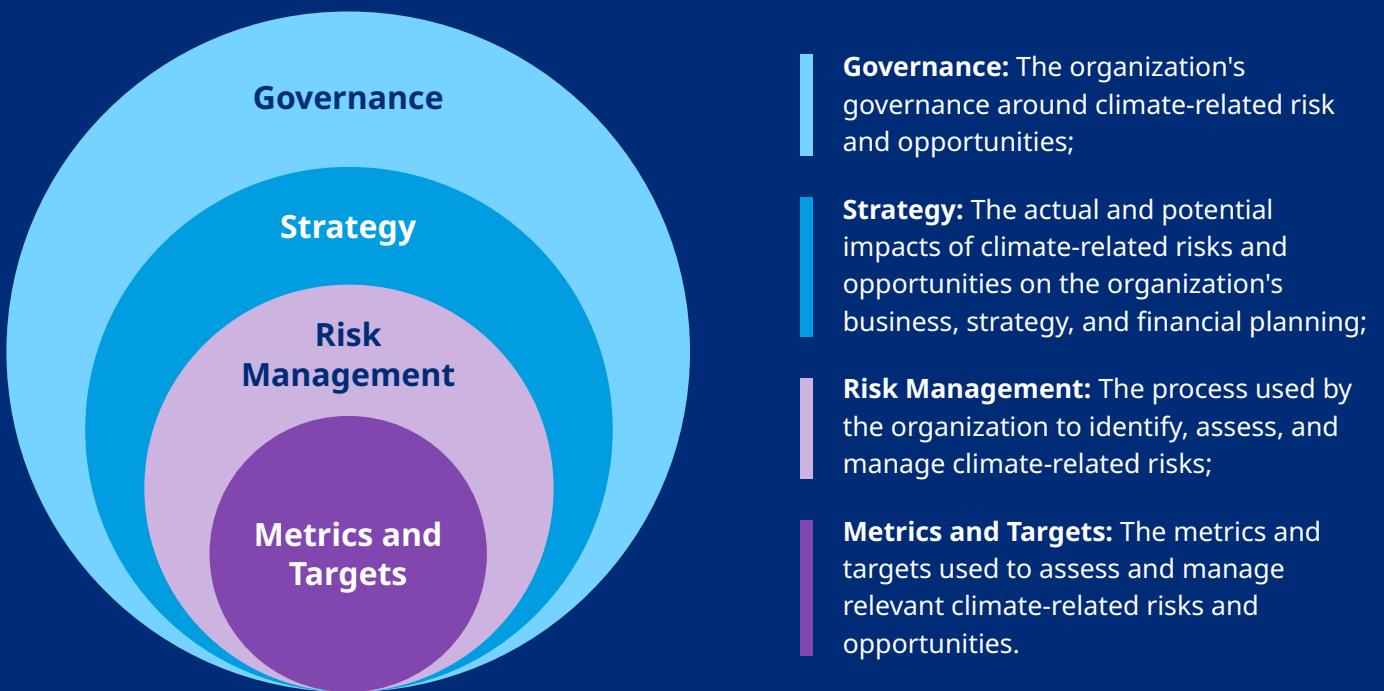 Governance
Strategy
Risk
Management
Metrics and
Targets
Governance: The organization's
governance around climate-related risk
and opportunities;
Strategy: The actual and potential
impacts of climate-related risks and
opportunities on the organization's
business, strategy, and financial planning;
Risk Management: The process used by
the organization to identify, assess, and
manage climate-related risks;
Metrics and Targets: The metrics and
targets used to assess and manage
relevant climate-related risks and
opportunities.